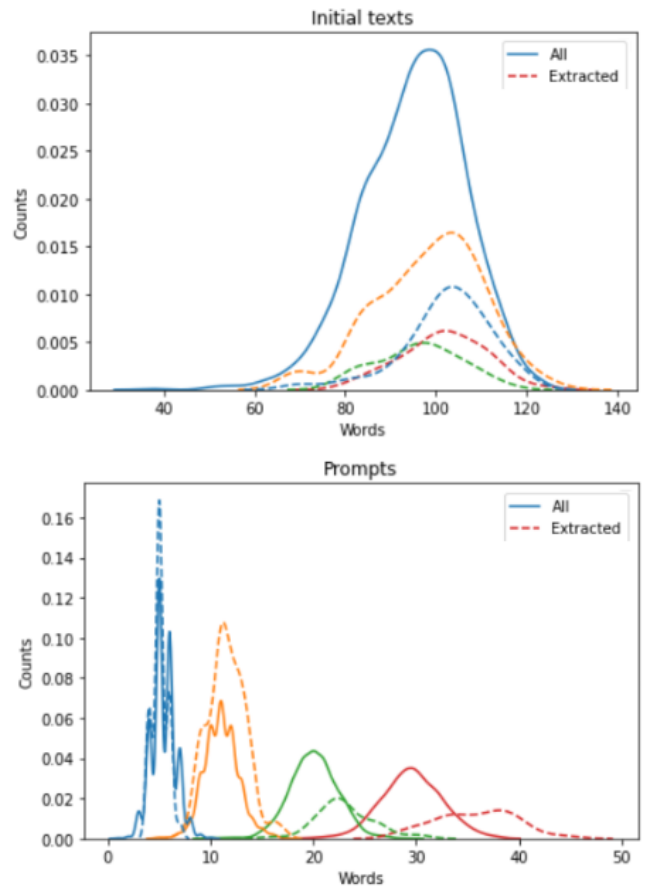 Initial texts
All
Extracted
0.035
0.030
0.025
0.020
0.015
0.010
0.005
0.000
Counts
40 60 80 100 120 140
Words
Prompts
All
Extracted
0.16
0.14
0.12
0.10
0.08
0.06
0.04
0.02
0.00
Counts
0 10 20 30 40 50
Words